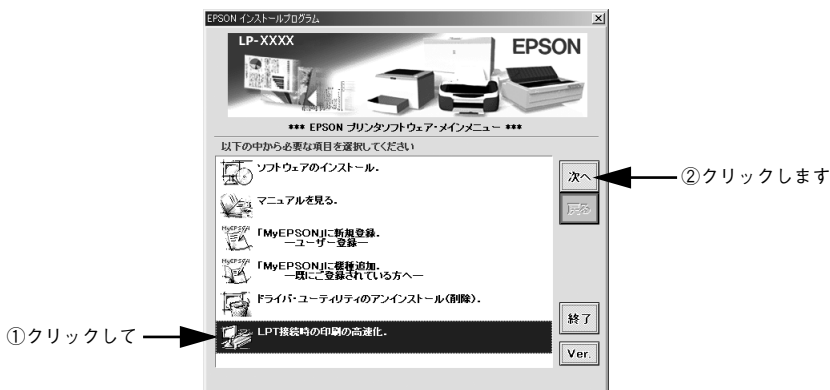 EPSON インストールプログラム
LP-XXXX
EPSON
*** EPSON プリンタソフトウェア・メインメニュー ***
以下の中から必要な項目を選択してください
ソフトウェアのインストール.
マニュアルを見る.
MyEPSON
「MyEPSON」に新規登録.
―ユーザー登録―
MyEPSON
「MyEPSON」に機種追加.
―既にご登録されている方へ―
ドライバ・ユーティリティのアンインストール(削除).
LPT接続時の印刷の高速化.
次へ
戻る
終了
Ver.
①クリックして
②クリックします